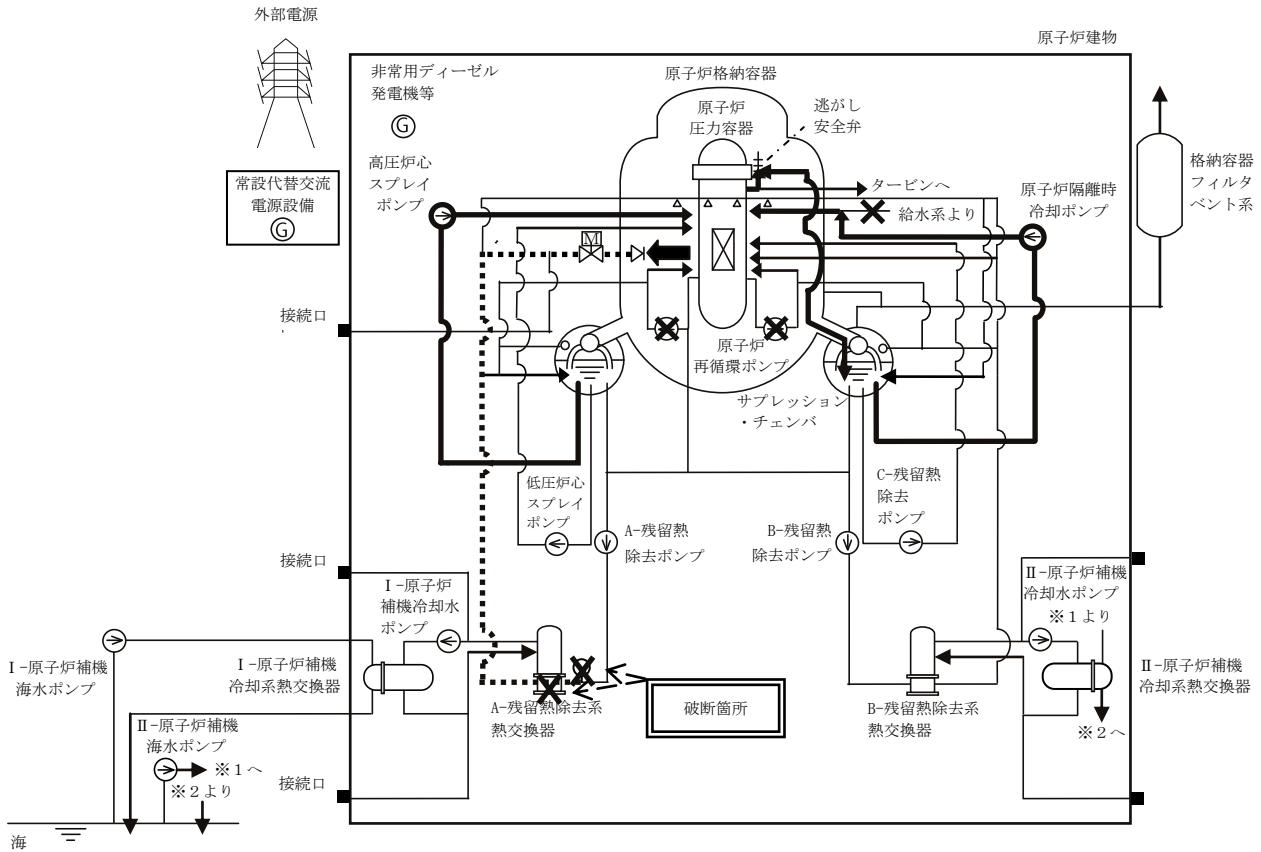 外部電源
原子炉建物
非常用ディーゼル
発電機等
G
原子炉格納容器
原子炉
圧力容器
逃がし
安全弁
高圧炉心
スプレイ
ポンプ
常設代替交流
電源設備
G
タービンへ
給水系より
原子炉隔離時
冷却ポンプ
格納容器
フィルタ
ベント系
M
接続口
原子炉
再循環ポンプ
サプレッション
・チェンバ
低圧炉心
スプレイ
ポンプ
A-残留熱
除去ポンプ
B-残留熱
除去ポンプ
C-残留熱
除去
ポンプ
接続口
Ⅰ-原子炉
補機冷却水
ポンプ
Ⅱ-原子炉補機
冷却水ポンプ
※1より
Ⅰ-原子炉補機
海水ポンプ
Ⅰ-原子炉補機
冷却系熱交換器
Ⅱ-原子炉補機
冷却系熱交換器
A-残留熱除去系
熱交換器
破断箇所
B-残留熱除去系
熱交換器
※2へ
Ⅱ-原子炉補機
海水ポンプ
※1へ
※2より
接続口
海